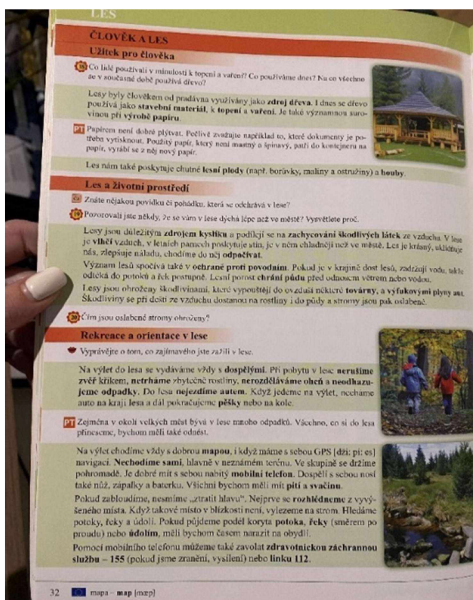 LES
ČLOVĚK A LES
Užitek pro člověka
Co lidé používali v minulosti k topení a vaření? Co používáme dnes? Na co všechno
se v současné době používá dřevo?
Lesy byly člověkem od pradávna využívány jako zdroj dřeva. I dnes se dřevo
používá jako stavební materiál, k topení a vaření. Je také významnou suro-
vinou při výrobě papíru.
PT Papírem není dobré plýtvat. Pečlivě zvažujte například to, které dokumenty je po-
třeba vytisknout. Použitý papír, který není mastný a špinavý, patří do kontejneru na
papír, vyrábí se z něj nový papír.
Les nám také poskytuje chutné lesní plody (např. borůvky, maliny a ostružiny) a houby.
Les a životní prostředí
Znáte nějakou povídku či pohádku, která se odehrává v lese?
Pozorovali jste někdy, že se vám v lese dýchá lépe než ve městě? Vysvětlete proč.
Lesy jsou důležitým zdrojem kyslíku a podílejí se na zachycování škodlivých látek ze vzduchu. V lese
je vlhčí vzduch, v letních parnech poskytuje stín, je v něm chladněji než ve městě. Les je krásný, uklidňuje
nás, zlepšuje náladu, chodíme do něj odpočívat.
Význam lesů spočívá také v ochraně proti povodním. Pokud je v krajině dost lesů, zadržují vodu, takže
odtéká do potoků a řek postupně. Lesní porost chrání půdu před odnosem větrem nebo vodou.
Lesy jsou ohroženy škodlivinami, které vypouštějí do ovzduší některé továrny, a výfukovými plyny aut.
Škodliviny se při dešti ze vzduchu dostanou na rostliny i do půdy a stromy jsou pak oslabené.
Čím jsou oslabené stromy ohroženy?
Rekreace a orientace v lese
Vyprávějte o tom, co zajímavého jste zažili v lese.
Na výlet do lesa se vydáváme vždy s dospělými. Při pobytu v lese nerušíme
zvěř křikem, netrháme zbytečně rostliny, nerozděláváme oheň a neodhazu-
jeme odpadky. Do lesa nejezdíme autem. Když jedeme na výlet, necháme
auto na kraji lesa a dál pokračujeme pěšky nebo na kole.
PT Zejména v okolí velkých měst bývá v lese mnoho odpadků. Všechno, co si do lesa
přineseme, bychom měli také odnést.
Na výlet chodíme vždy s dobrou mapou, i když máme s sebou GPS [dží: pí: es]
navigaci. Nechodíme sami, hlavně v neznámém terénu. Ve skupině se držíme
pohromadě. Je dobré mít s sebou nabitý mobilní telefon. Dospělí s sebou nosí
také nůž, zápalky a baterku. Všichni bychom měli mít pití a svačinu.
Pokud zabloudíme, nesmíme „ztratit hlavu“. Nejprve se rozhlédneme z vyvý-
šeného místa. Když takové místo v blízkosti není, vylezeme na strom. Hledáme
potoky, řeky a údolí. Pokud půjdeme podél koryta potoka, řeky (směrem po
proudu) nebo údolím, měli bychom časem narazit na obydlí.
Pomocí mobilního telefonu můžeme také zavolat zdravotnickou záchrannou
službu – 155 (pokud jsme zranění, vysílení) nebo linku 112.
32 mapa – map [mæp]